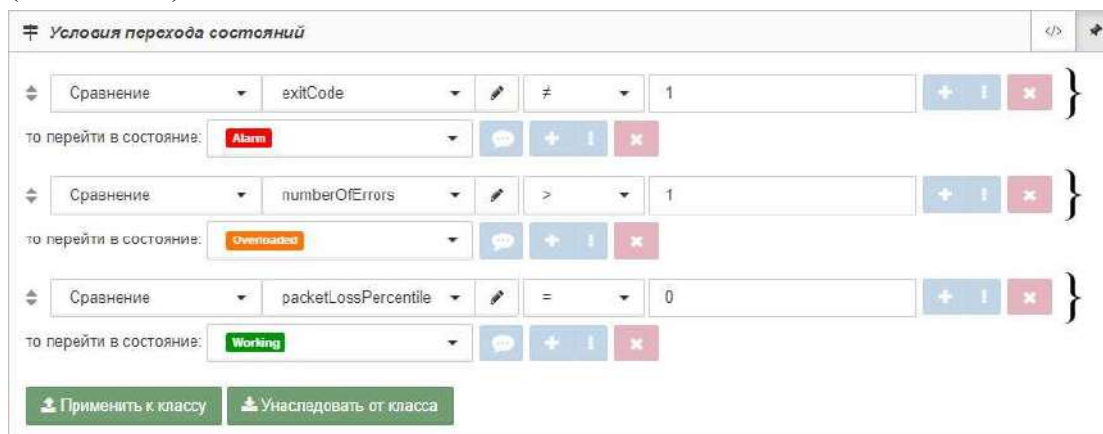 Условия перехода состояний </>
Сравнение exitCode ≠ 1 }
то перейти в состояние: Alarm
Сравнение numberOfErrors > 1 }
то перейти в состояние: Overloaded
Сравнение packetLossPercentile = 0 }
то перейти в состояние: Working
Применить к классу Унаследовать от класса